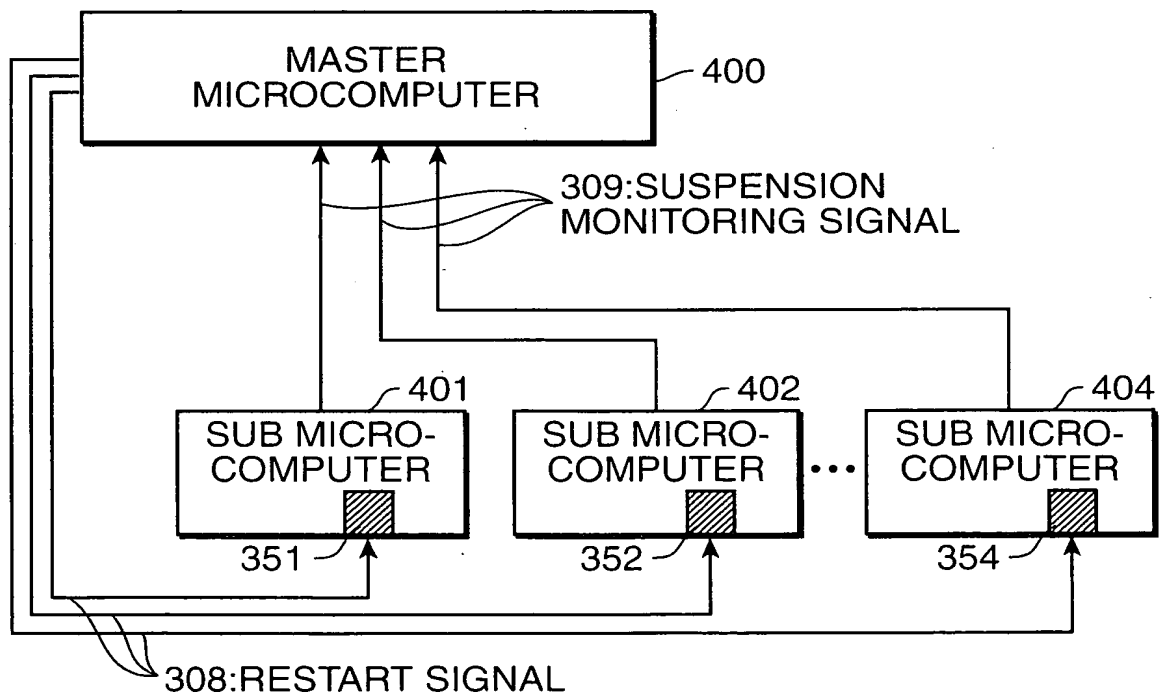 MASTER
MICROCOMPUTER
400
309:SUSPENSION
MONITORING SIGNAL
401
402
404
SUB MICRO-
COMPUTER
SUB MICRO-
COMPUTER
SUB MICRO-
COMPUTER
351
352
354
308:RESTART SIGNAL